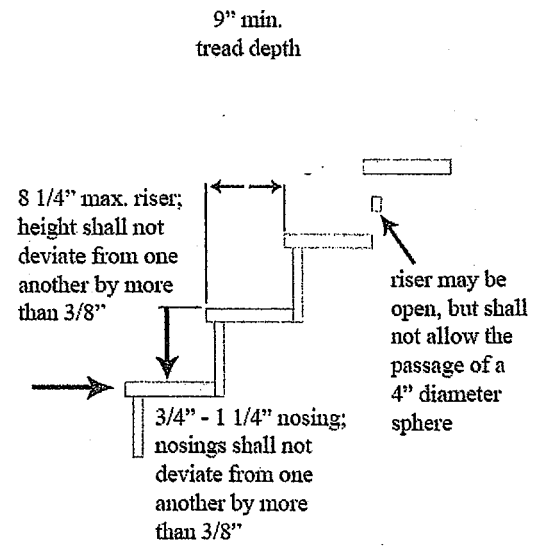 9” min.
tread depth
8 1/4” max. riser;
height shall not
deviate from one
another by more
than 3/8”
riser may be
open, but shall
not allow the
passage of a
4” diameter
sphere
3/4” - 1 1/4” nosing;
nosings shall not
deviate from one
another by more
than 3/8”